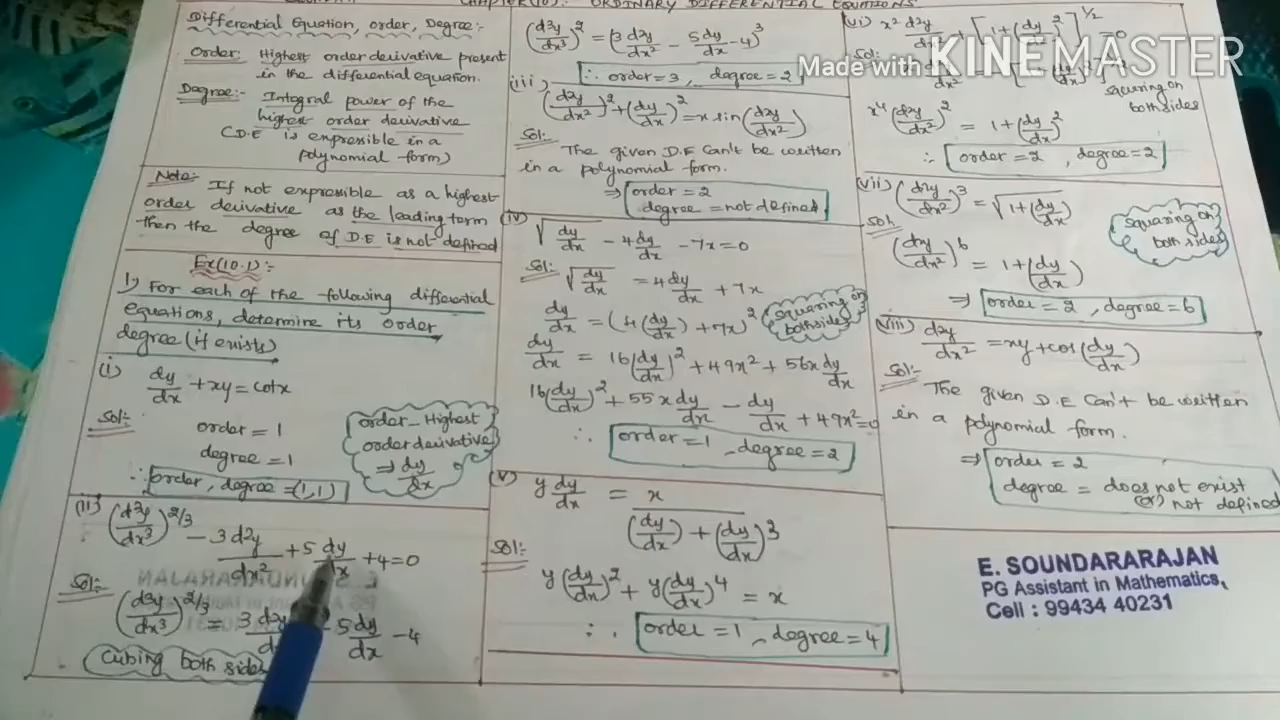 CHAPTER (10): ORDINARY DIFFERENTIAL EQUATIONS
Differential Equation, order, Degree:-
Order: Highest order derivative present
in the differential equation.
Degree:- Integral power of the
highest order derivative
(D.E is expressible in a
polynomial form)
Note:- If not expressible as a highest
order derivative as the leading term
then the degree of D.E is not defined
Ex(10.1):-
1) For each of the following differential
equations, determine its order
degree (if exists)
(i) dy/dx + xy = cotx
Sol:-
order = 1
degree = 1
∴ order, degree = (1,1)
order - Highest
order derivative
⇒ dy/dx
(ii) (d³y/dx³)^2/3 - 3 d²y/dx² + 5 dy/dx + 4 = 0
Sol:-
(d³y/dx³)^2/3 = 3 d²y - 5 dy/dx - 4
Cubing both sides
(d³y/dx³)² = (3 d²y/dx² - 5 dy/dx - 4)³
∴ order = 3, degree = 2
(iii) (d²y/dx²)² + (dy/dx)² = x sin(d²y/dx²)
Sol:-
The given D.E Can't be written
in a polynomial form.
⇒ order = 2
degree = not defined
(iv) √dy/dx - 4 dy/dx - 7x = 0
Sol:- √dy/dx = 4 dy/dx + 7x
dy/dx = (4(dy/dx) + 7x)²
Squaring on
both sides
dy/dx = 16(dy/dx)² + 49x² + 56x dy/dx
16(dy/dx)² + 55x dy/dx - dy/dx + 49x² = 0
∴ order = 1, degree = 2
(v) y dy/dx = x / (dy/dx) + (dy/dx)³
Sol:-
y(dy/dx)² + y(dy/dx)⁴ = x
∴ order = 1, degree = 4
(vi) x² d²y + [1 + (dy/dx)²]^1/2 = 0
Sol:
Made with KINEMASTER
squaring on
both sides
x⁴(d²y/dx²)² = 1 + (dy/dx)²
∴ order = 2, degree = 2
(vii) (d²y/dx²)³ = √1 + (dy/dx)
Sol
Squaring on
both sides
(d²y/dx²)⁶ = 1 + (dy/dx)
⇒ order = 2, degree = 6
(viii) d²y/dx² = xy + cos(dy/dx)
Sol:-
The given D.E Can't be written
in a polynomial form.
⇒ order = 2
degree = does not exist
(or) not defined
E. SOUNDARARAJAN
PG Assistant in Mathematics,
Cell : 99434 40231